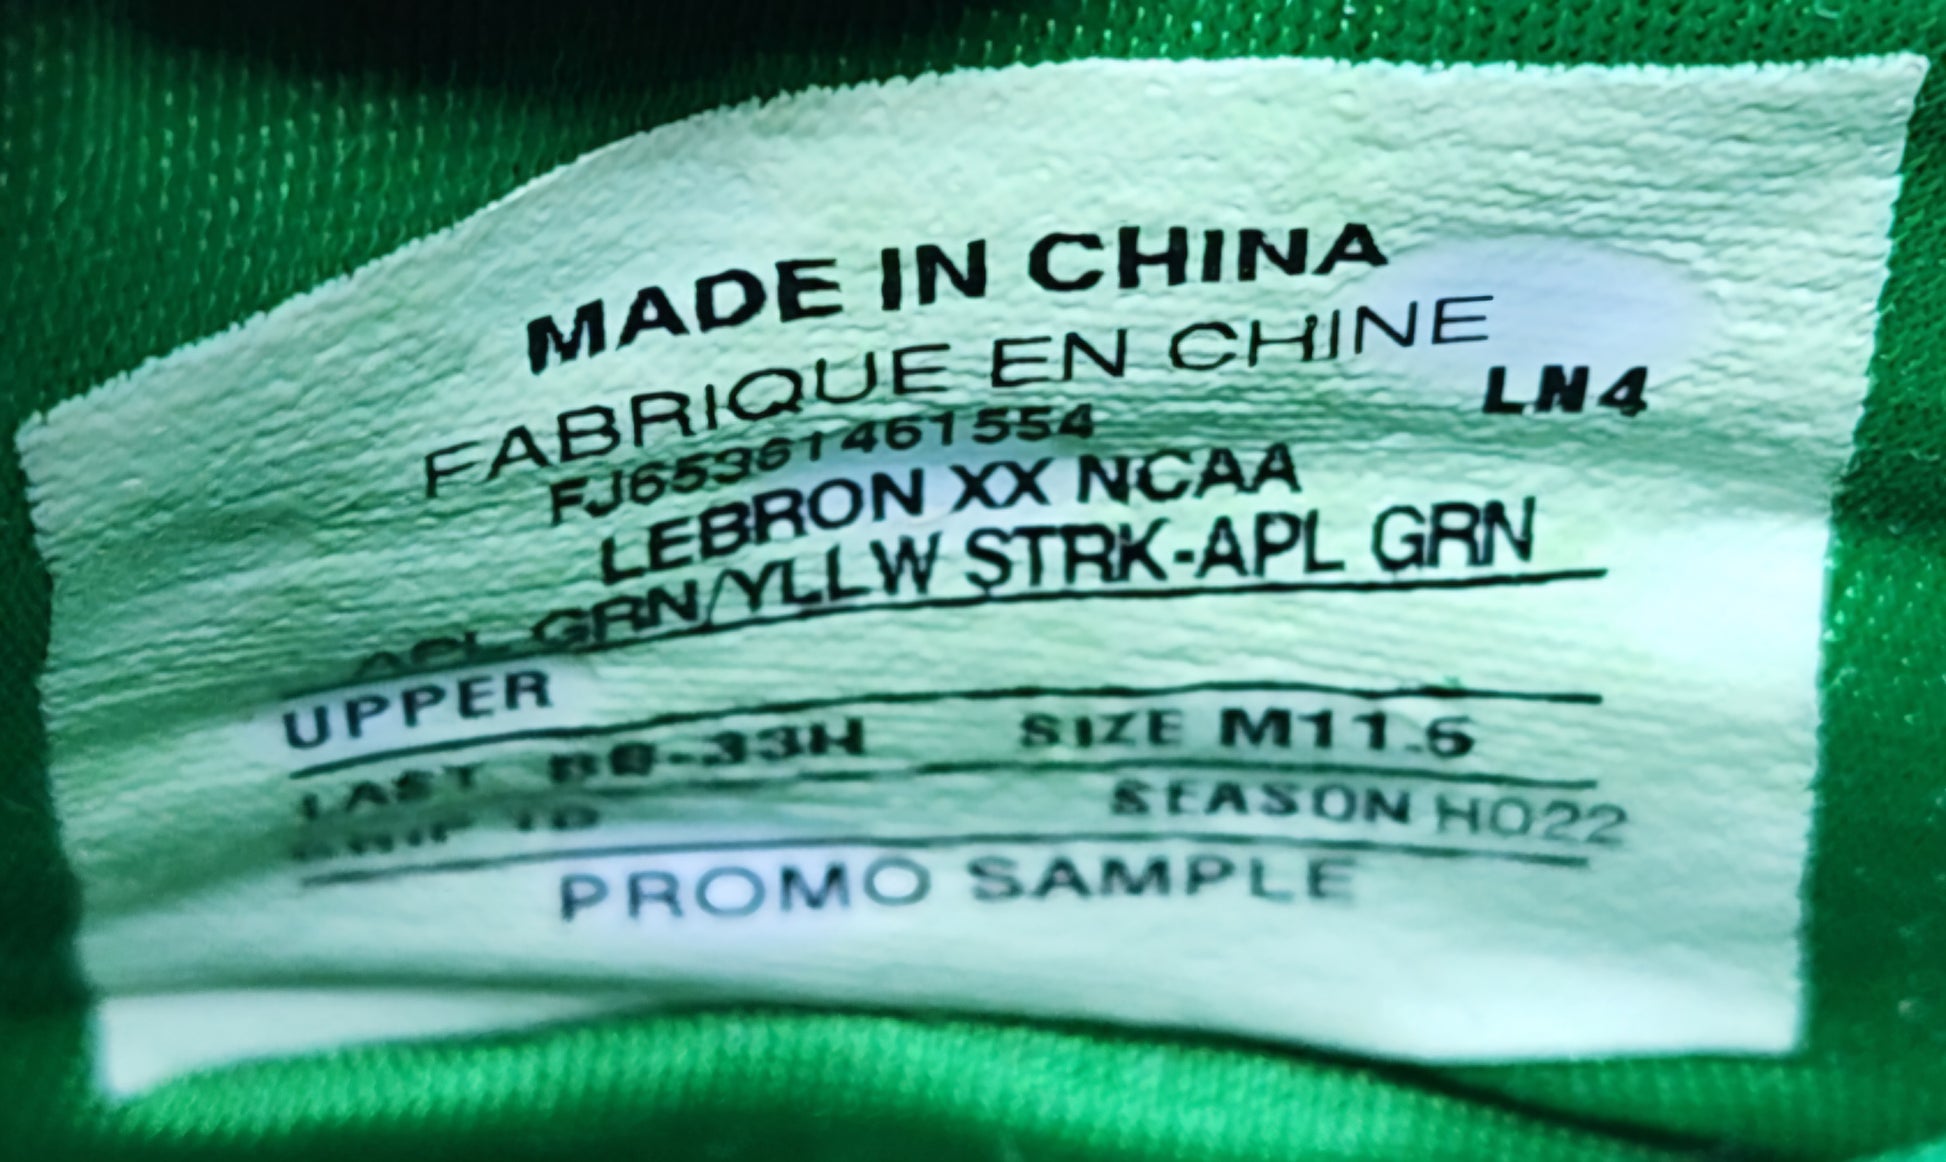 MADE IN CHINA
FABRIQUE EN CHINE
LN4
FJ65361461554
LEBRON XX NCAA
APL GRN/YLLW STRK-APL GRN
UPPER
LAST SIZE M11.5
SEASON HO22
PROMO SAMPLE